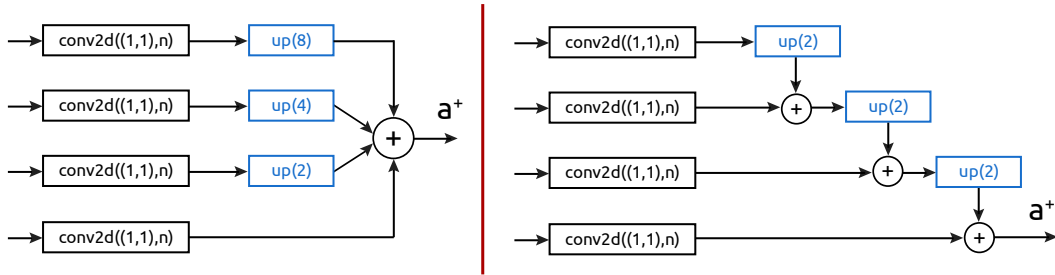 conv2d((1,1),n)
up(8)
conv2d((1,1),n)
up(4)
a⁺
conv2d((1,1),n)
up(2)
+
conv2d((1,1),n)
conv2d((1,1),n)
up(2)
conv2d((1,1),n)
+
up(2)
conv2d((1,1),n)
+
up(2)
conv2d((1,1),n)
+
a⁺